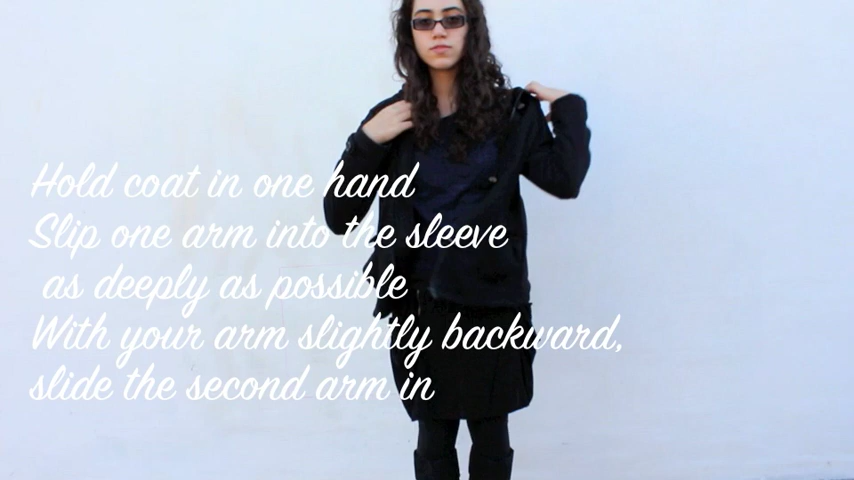 Hold coat in one hand
Slip one arm into the sleeve
as deeply as possible
With your arm slightly backward,
slide the second arm in